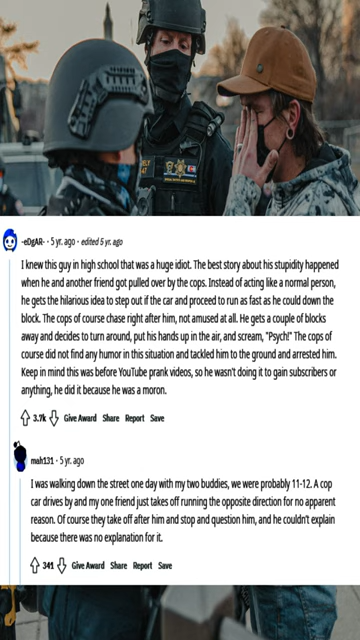 -eDgAR- · 5 yr. ago · edited 5 yr. ago
I knew this guy in high school that was a huge idiot. The best story about his stupidity happened
when he and another friend got pulled over by the cops. Instead of acting like a normal person,
he gets the hilarious idea to step out if the car and proceed to run as fast as he could down the
block. The cops of course chase right after him, not amused at all. He gets a couple of blocks
away and decides to turn around, put his hands up in the air, and scream, "Psych!" The cops of
course did not find any humor in this situation and tackled him to the ground and arrested him.
Keep in mind this was before YouTube prank videos, so he wasn't doing it to gain subscribers or
anything, he did it because he was a moron.
3.7k Give Award Share Report Save
mah131 · 5 yr. ago
I was walking down the street one day with my two buddies, we were probably 11-12. A cop
car drives by and my one friend just takes off running the opposite direction for no apparent
reason. Of course they take off after him and stop and question him, and he couldn't explain
because there was no explanation for it.
341 Give Award Share Report Save